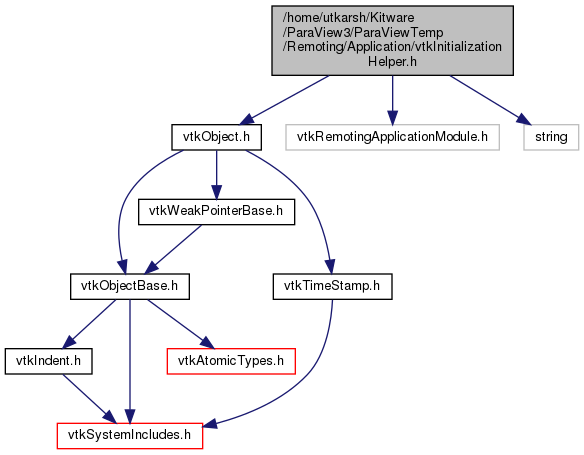 /home/utkarsh/Kitware
/ParaView3/ParaViewTemp
/Remoting/Application/vtkInitialization
Helper.h
vtkObject.h
vtkRemotingApplicationModule.h
string
vtkWeakPointerBase.h
vtkObjectBase.h
vtkTimeStamp.h
vtkIndent.h
vtkAtomicTypes.h
vtkSystemIncludes.h